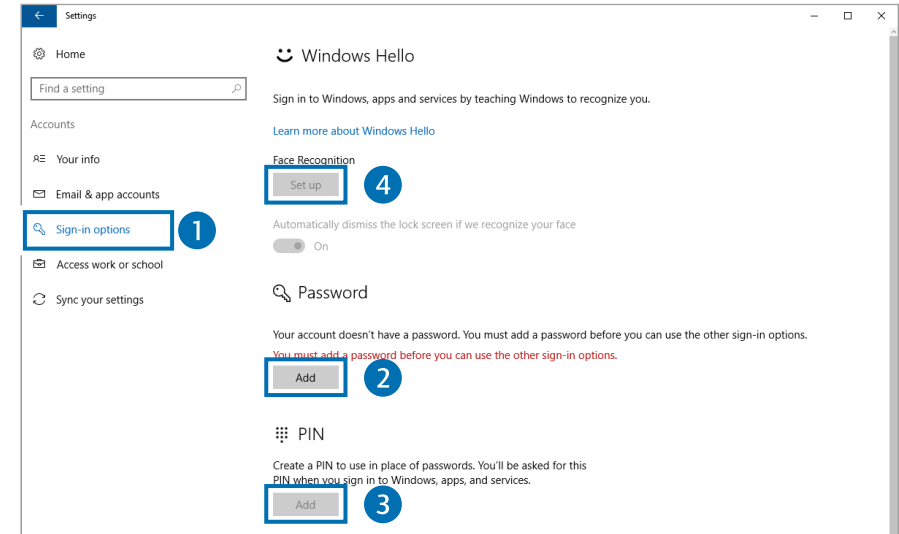 Settings
Home
Find a setting
Accounts
Your info
Email & app accounts
Sign-in options
1
Access work or school
Sync your settings
Windows Hello
Sign in to Windows, apps and services by teaching Windows to recognize you.
Learn more about Windows Hello
Face Recognition
Set up
4
Automatically dismiss the lock screen if we recognize your face
On
Password
Your account doesn't have a password. You must add a password before you can use the other sign-in options.
You must add a password before you can use the other sign-in options.
Add
2
PIN
Create a PIN to use in place of passwords. You'll be asked for this
PIN when you sign in to Windows, apps, and services.
Add
3